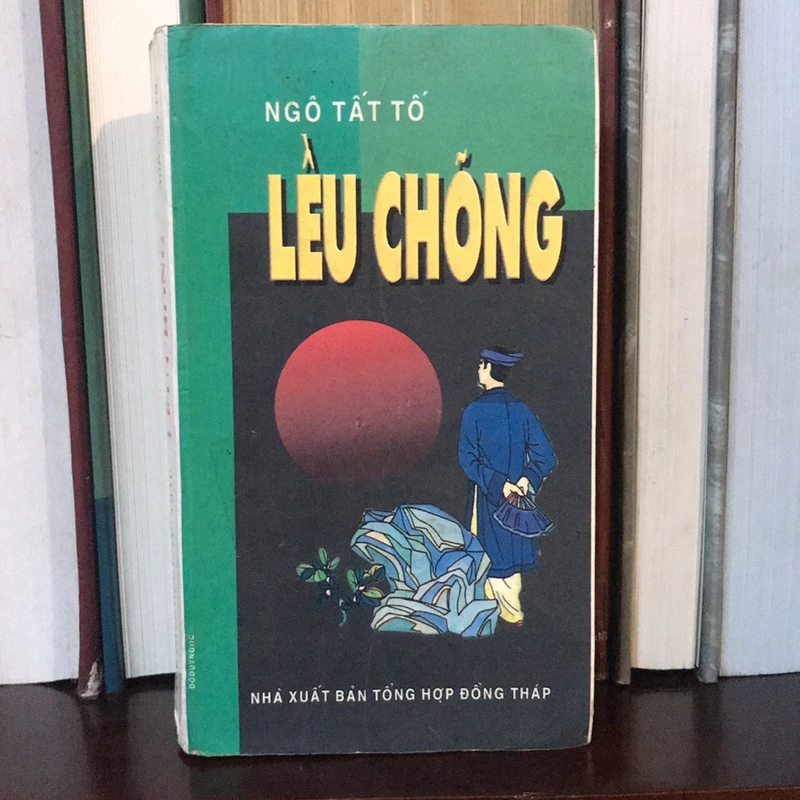 NGÔ TẤT TỐ
LỀU CHÕNG
NHÀ XUẤT BẢN TỔNG HỢP ĐỒNG THÁP